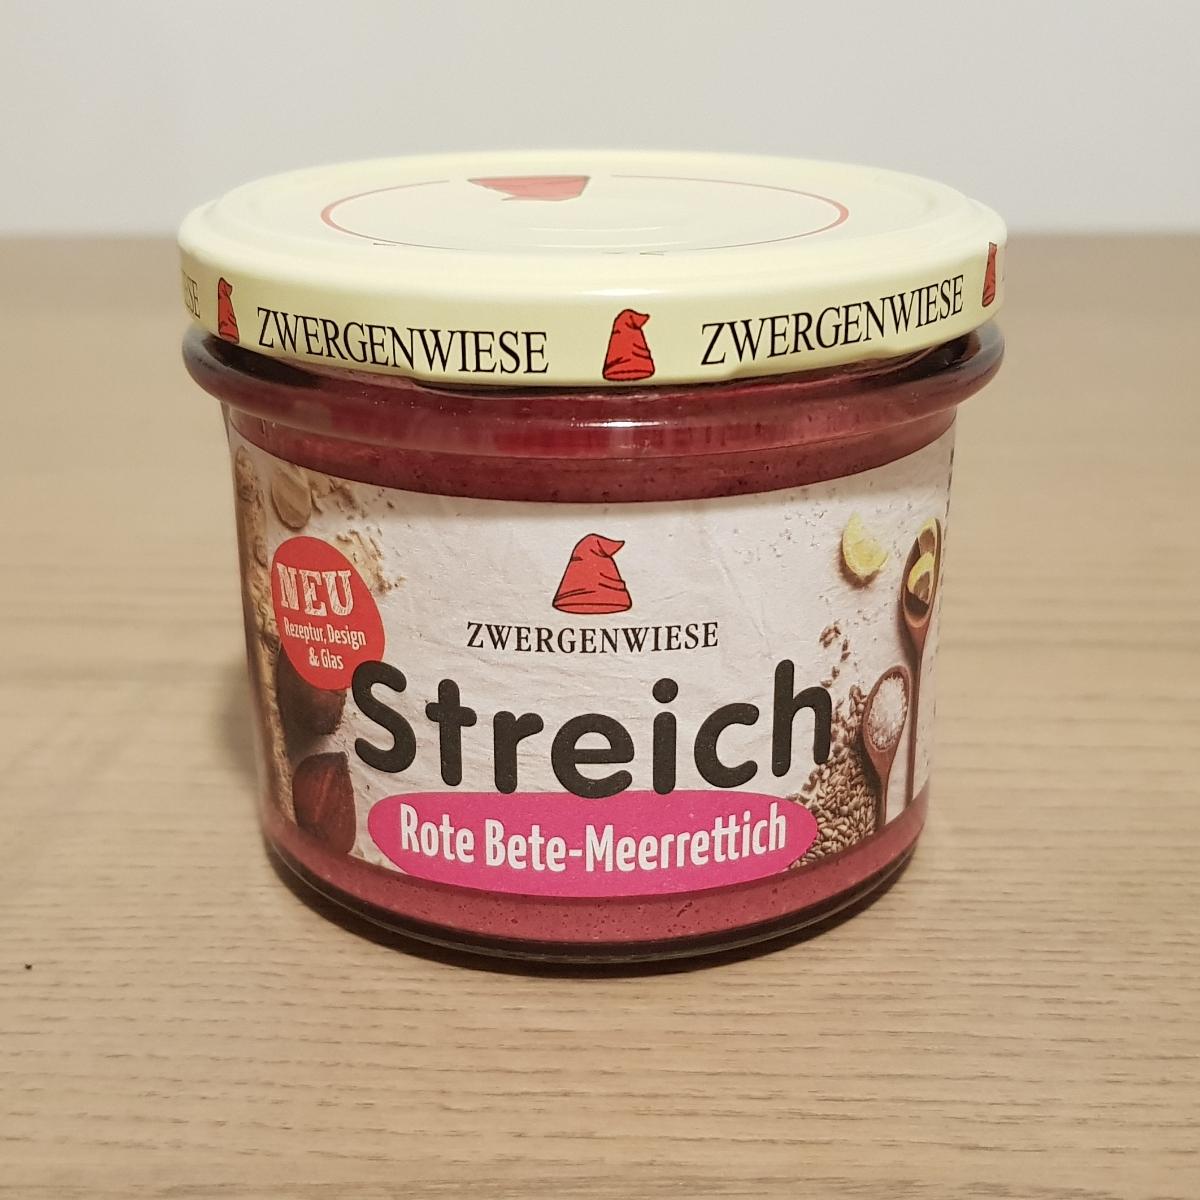 ZWERGENWIESE
ZWERGENWIESE
NEU
Rezeptur, Design
& Glas
ZWERGENWIESE
Streich
Rote Bete-Meerrettich